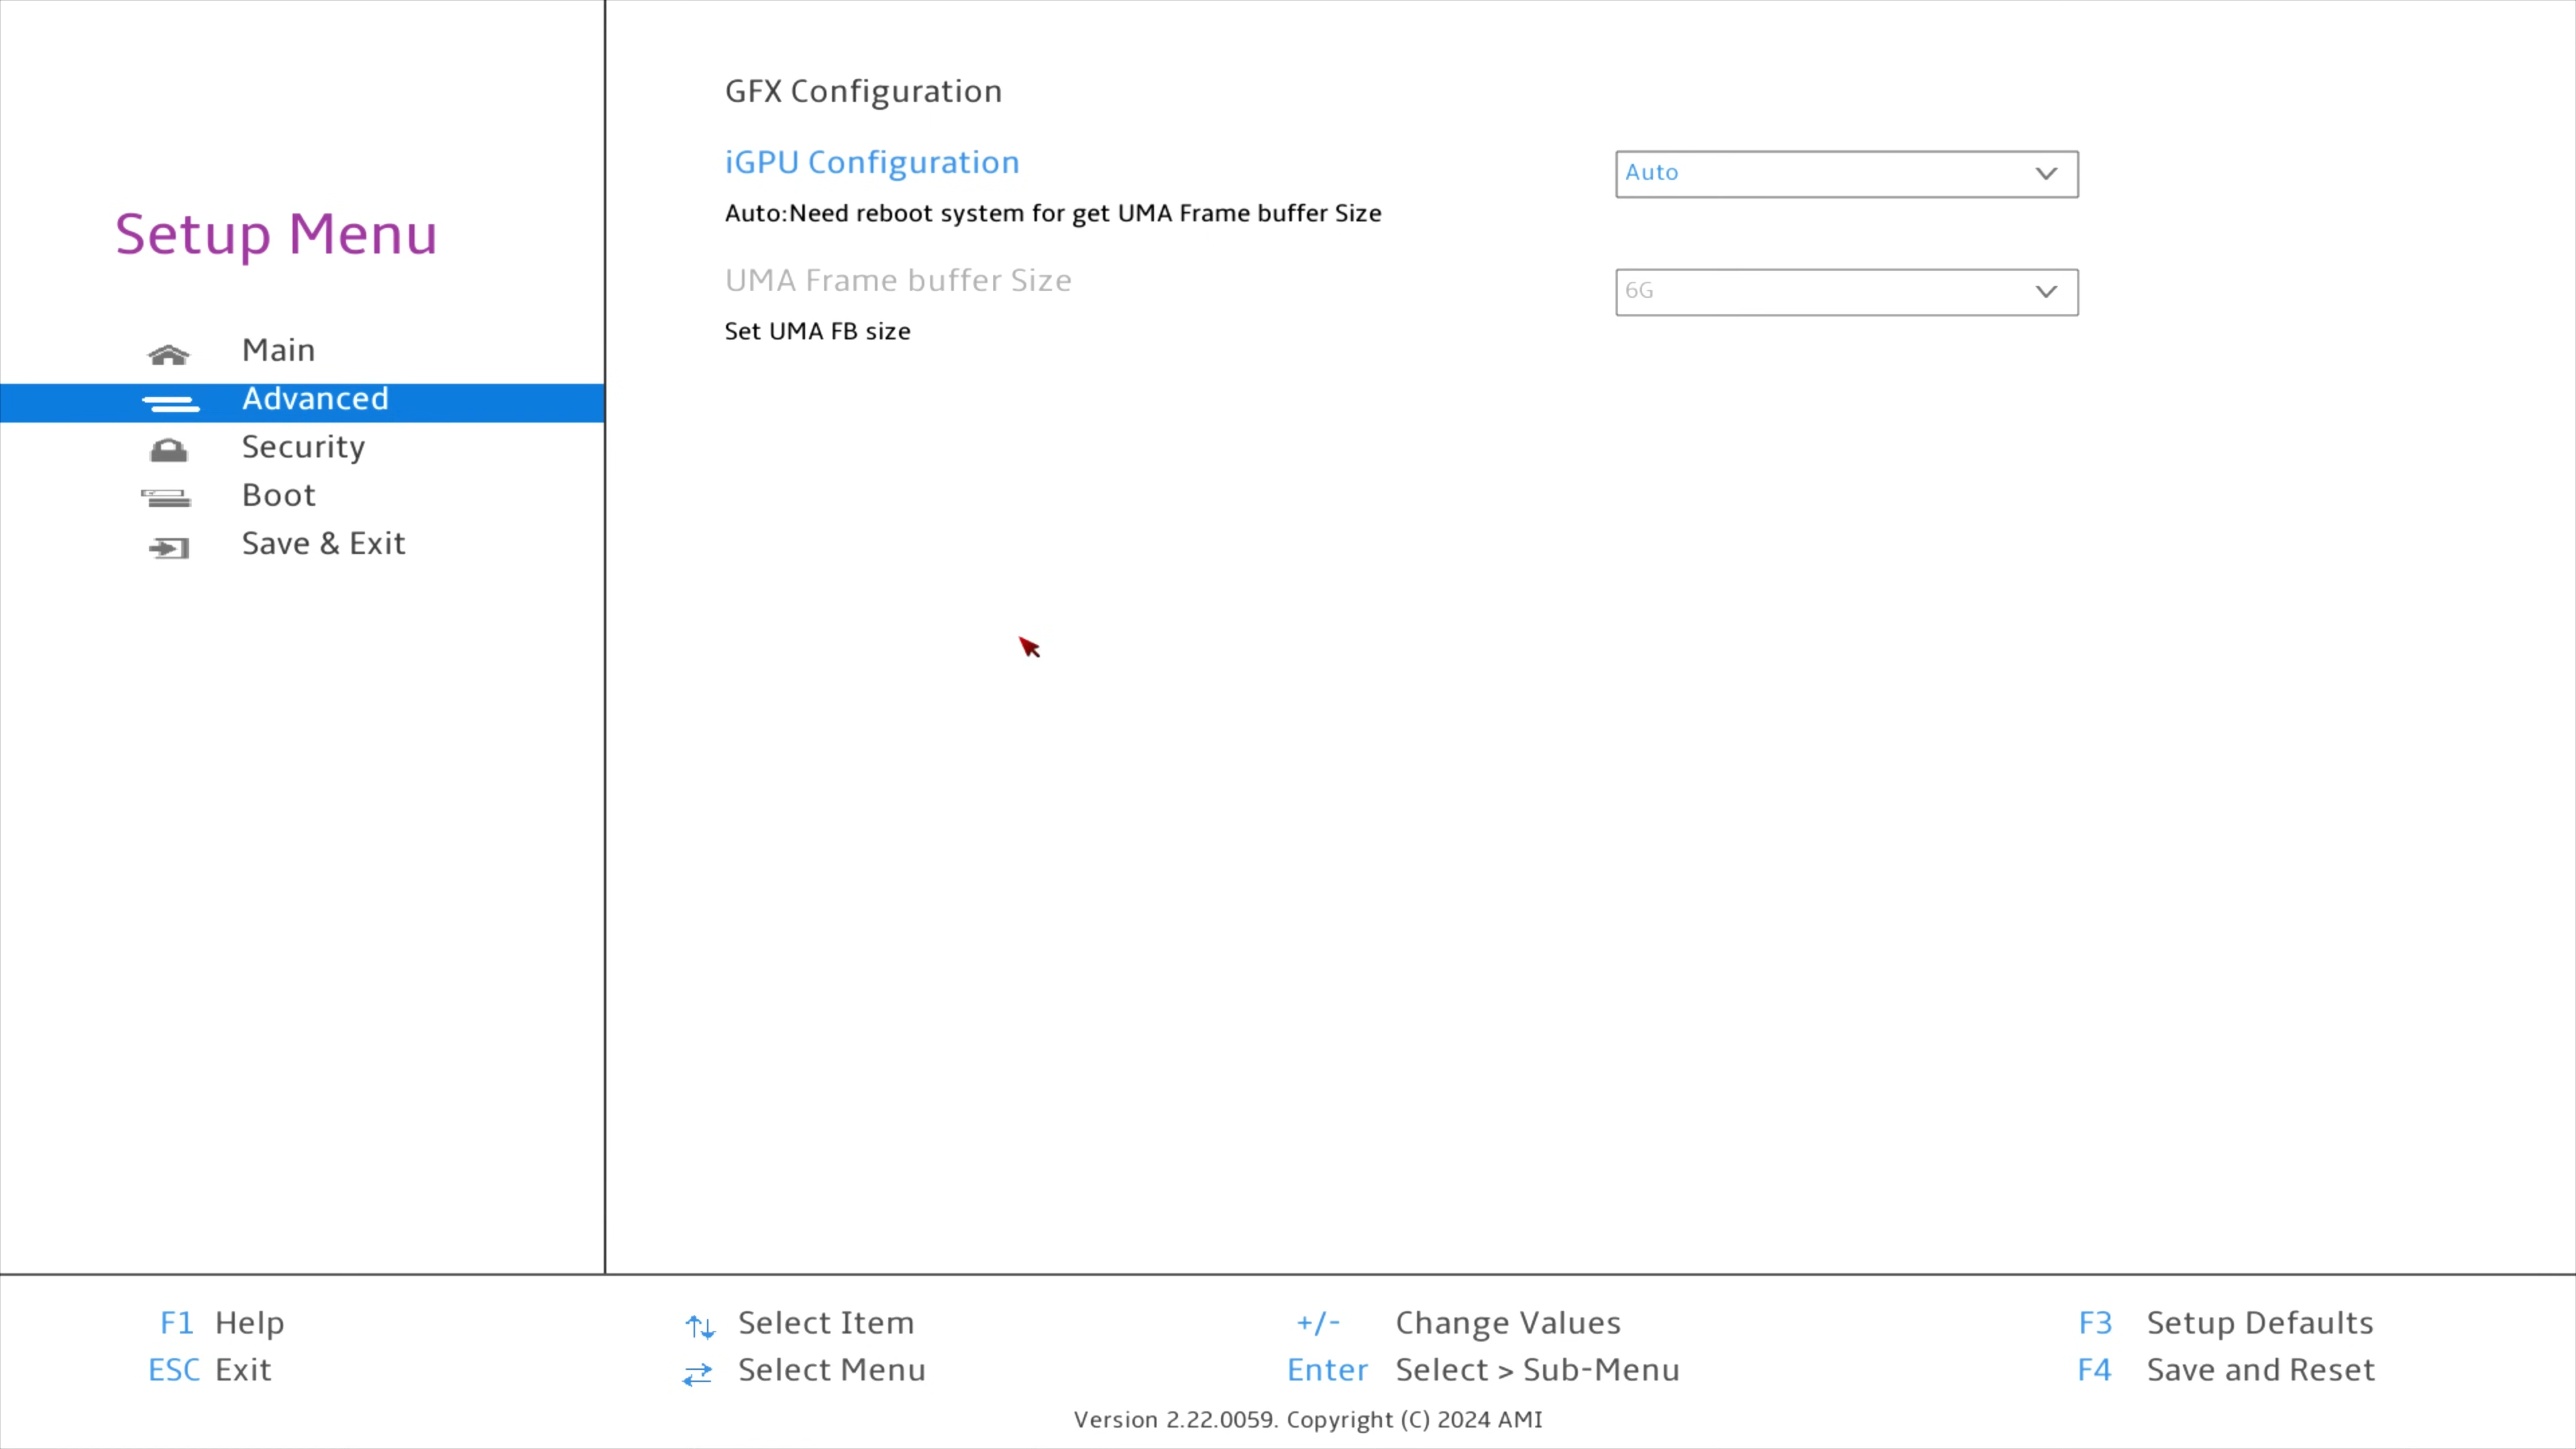 Setup Menu
Main
Advanced
Security
Boot
Save & Exit
GFX Configuration
iGPU Configuration
Auto
Auto:Need reboot system for get UMA Frame buffer Size
UMA Frame buffer Size
6G
Set UMA FB size
F1 Help
ESC Exit
Select Item
Select Menu
+/- Change Values
Enter Select > Sub-Menu
F3 Setup Defaults
F4 Save and Reset
Version 2.22.0059. Copyright (C) 2024 AMI